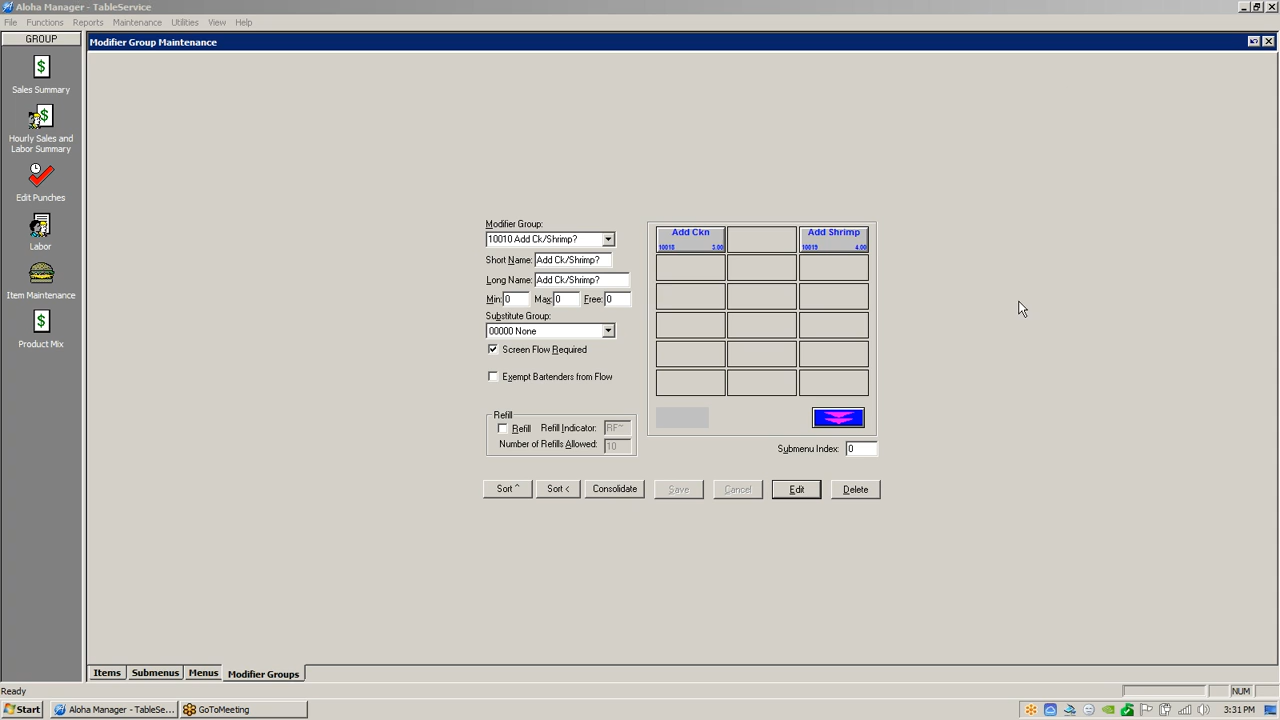 Aloha Manager - TableService
File Functions Reports Maintenance Utilities View Help
GROUP
Modifier Group Maintenance
Sales Summary
Hourly Sales and
Labor Summary
Edit Punches
Labor
Item Maintenance
Product Mix
Modifier Group:
10010 Add Ck/Shrimp?
Short Name: Add Ck/Shrimp?
Long Name: Add Ck/Shrimp?
Min: 0 Max: 0 Free: 0
Substitute Group:
00000 None
Screen Flow Required
Exempt Bartenders from Flow
Refill
Refill Refill Indicator: RF~
Number of Refills Allowed: 10
Add Ckn
10018 3.00
Add Shrimp
10019 4.00
Submenu Index: 0
Sort ^ Sort < Consolidate Save Cancel Edit Delete
Items Submenus Menus Modifier Groups
Ready
NUM
Start Aloha Manager - TableSe... GoToMeeting 3:31 PM